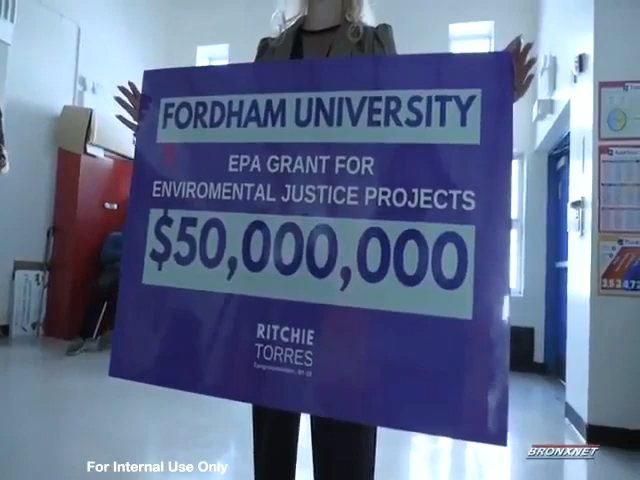 FORDHAM UNIVERSITY
EPA GRANT FOR
ENVIROMENTAL JUSTICE PROJECTS
$50,000,000
RITCHIE
TORRES
For Internal Use Only
BRONXNET